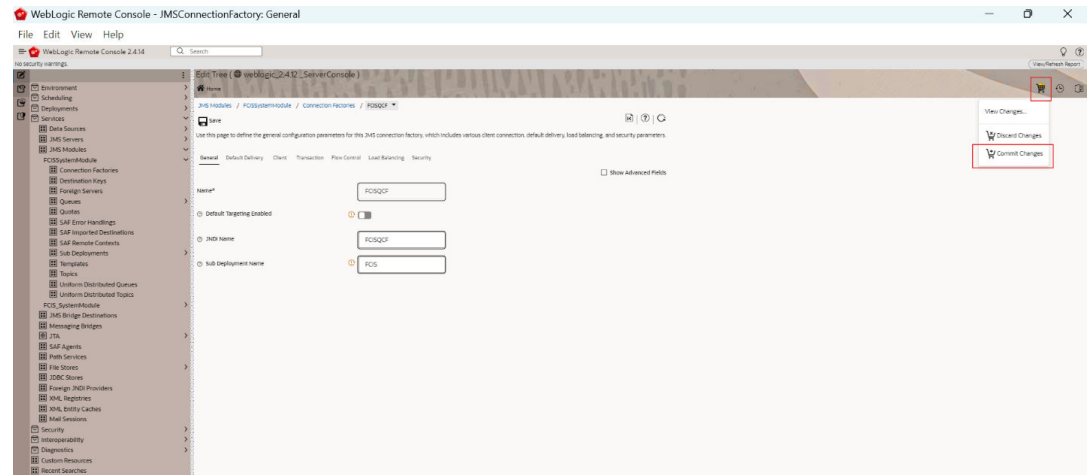 WebLogic Remote Console - JMSConnectionFactory: General
File Edit View Help
WebLogic Remote Console 2.4.14
Search
No security warnings.
View/Refresh Report
Edit Tree ( weblogic_2.4.12_ServerConsole )
Home
Environment
Scheduling
Deployments
Services
Data Sources
JMS Servers
JMS Modules
FCISSystemModule
Connection Factories
Destination Keys
Foreign Servers
Queues
Quotas
SAF Error Handlings
SAF Imported Destinations
SAF Remote Contexts
Sub Deployments
Templates
Topics
Uniform Distributed Queues
Uniform Distributed Topics
FCIS_SystemModule
JMS Bridge Destinations
Messaging Bridges
JTA
SAF Agents
Path Services
File Stores
JDBC Stores
Foreign JNDI Providers
XML Registries
XML Entity Caches
Mail Sessions
Security
Interoperability
Diagnostics
Custom Resources
Recent Searches
JMS Modules / FCISSystemModule / Connection Factories / FCISQCF
Save
Use this page to define the general configuration parameters for this JMS connection factory, which includes various client connection, default delivery, load balancing, and security parameters.
General Default Delivery Client Transaction Flow Control Load Balancing Security
Show Advanced Fields
Name* FCISQCF
Default Targeting Enabled
JNDI Name FCISQCF
Sub Deployment Name FCIS
View Changes...
Discard Changes
Commit Changes